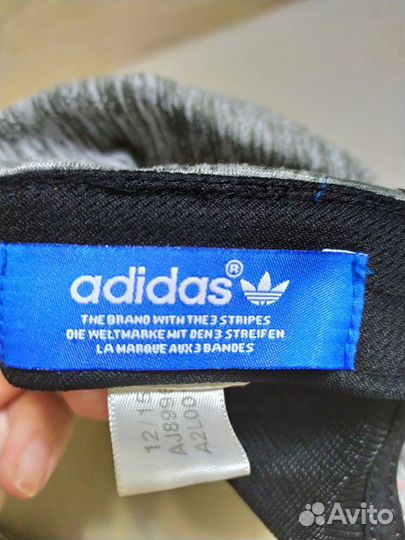 adidas®
THE BRAND WITH THE 3 STRIPES
DIE WELTMARKE MIT DEN 3 STREIFEN
LA MARQUE AUX 3 BANDES
12/15
Avito